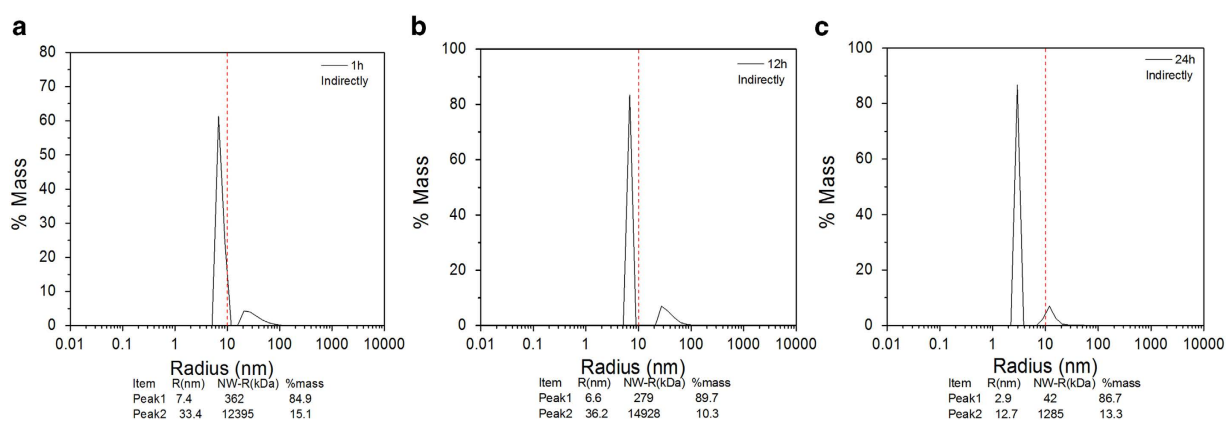 a
80
70
60
50
40
30
20
10
0
% Mass
1h
Indirectly
0.01 0.1 1 10 100 1000 10000
Radius (nm)
Item R(nm) NW-R(kDa) %mass
Peak1 7.4 362 84.9
Peak2 33.4 12395 15.1
b
100
80
60
40
20
0
% Mass
12h
Indirectly
0.01 0.1 1 10 100 1000 10000
Radius (nm)
Item R(nm) NW-R(kDa) %mass
Peak1 6.6 279 89.7
Peak2 36.2 14928 10.3
c
100
80
60
40
20
0
% Mass
24h
Indirectly
0.01 0.1 1 10 100 1000 10000
Radius (nm)
Item R(nm) NW-R(kDa) %mass
Peak1 2.9 42 86.7
Peak2 12.7 1285 13.3